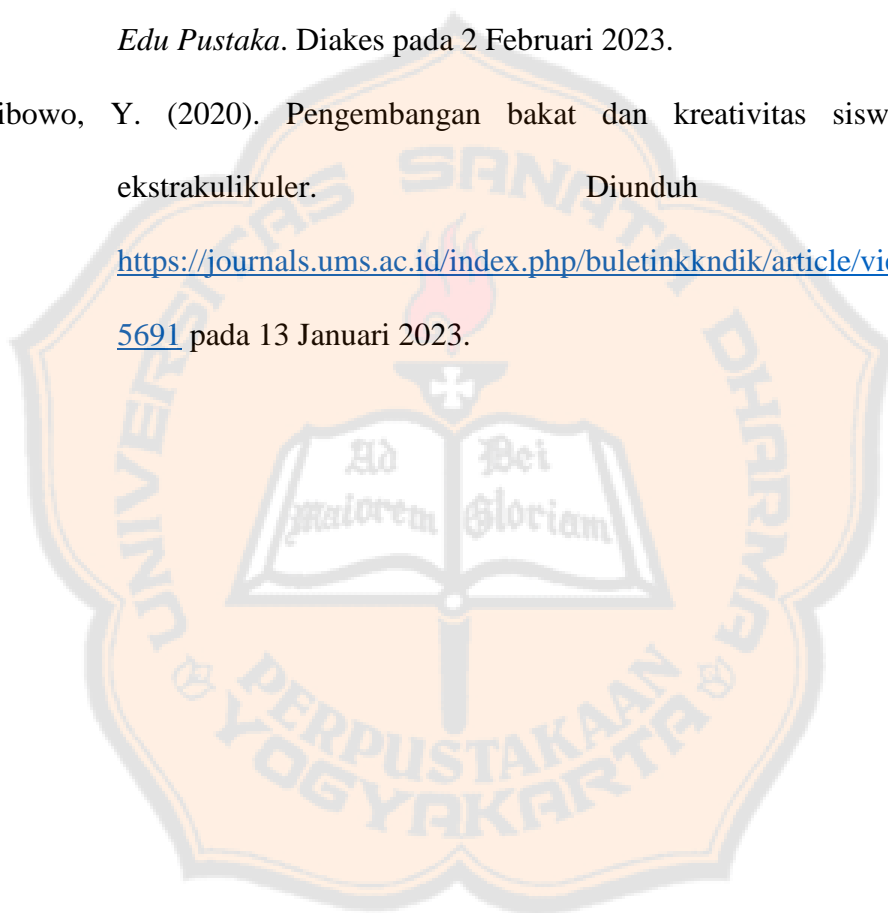 Edu Pustaka. Diakes pada 2 Februari 2023.
ibowo, Y. (2020). Pengembangan bakat dan kreativitas sisw
ekstrakulikuler. Diunduh
https://journals.ums.ac.id/index.php/buletinkkndik/article/vie
5691 pada 13 Januari 2023.
UNIVERSITAS SANATA DHARMA
Ad Dei
Maiorem Gloriam
PERPUSTAKAAN
YOGYAKARTA